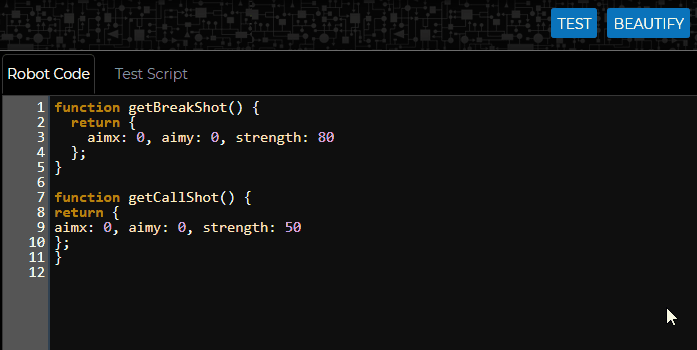 TEST BEAUTIFY
Robot Code Test Script
1 function getBreakShot() {
2   return {
3     aimx: 0, aimy: 0, strength: 80
4   };
5 }
6
7 function getCallShot() {
8 return {
9 aimx: 0, aimy: 0, strength: 50
10 };
11 }
12